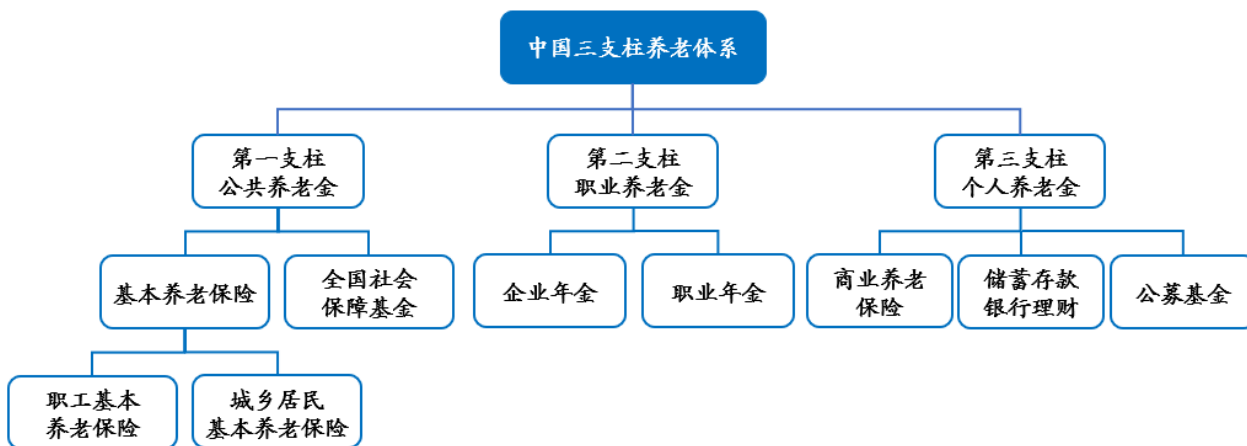 中国三支柱养老体系
第一支柱
公共养老金
第二支柱
职业养老金
第三支柱
个人养老金
基本养老保险
全国社会
保障基金
企业年金
职业年金
商业养老
保险
储蓄存款
银行理财
公募基金
职工基本
养老保险
城乡居民
基本养老保险